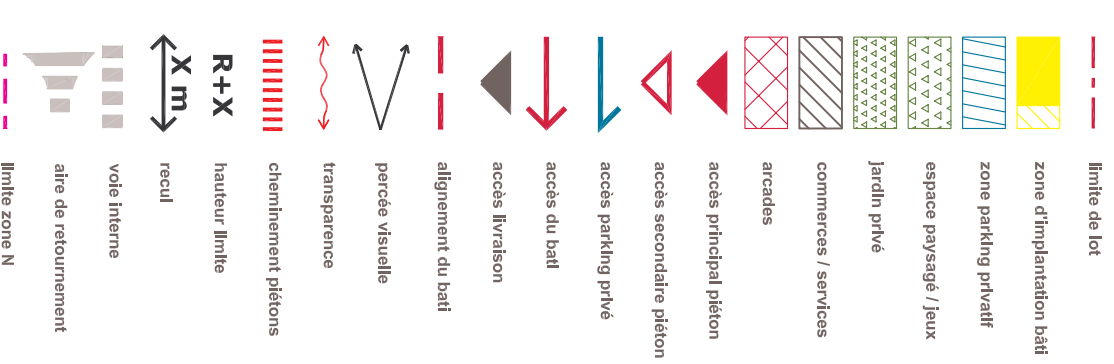 limite de lot
zone d'implantation bâti
zone parking privatif
espace paysagé / jeux
jardin privé
commerces / services
arcades
accès principal piéton
accès secondaire piéton
accès parking privé
accès du bati
accès livraison
alignement du bati
percée visuelle
transparence
cheminement piétons
R+X hauteur limite
X m recul
voie interne
aire de retournement
limite zone N